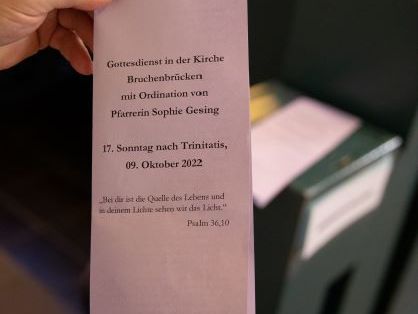 Gottesdienst in der Kirche
Bruchenbrücken
mit Ordination von
Pfarrerin Sophie Gesing
17. Sonntag nach Trinitatis,
09. Oktober 2022
„Bei dir ist die Quelle des Lebens und
in deinem Lichte sehen wir das Licht.“
Psalm 36,10